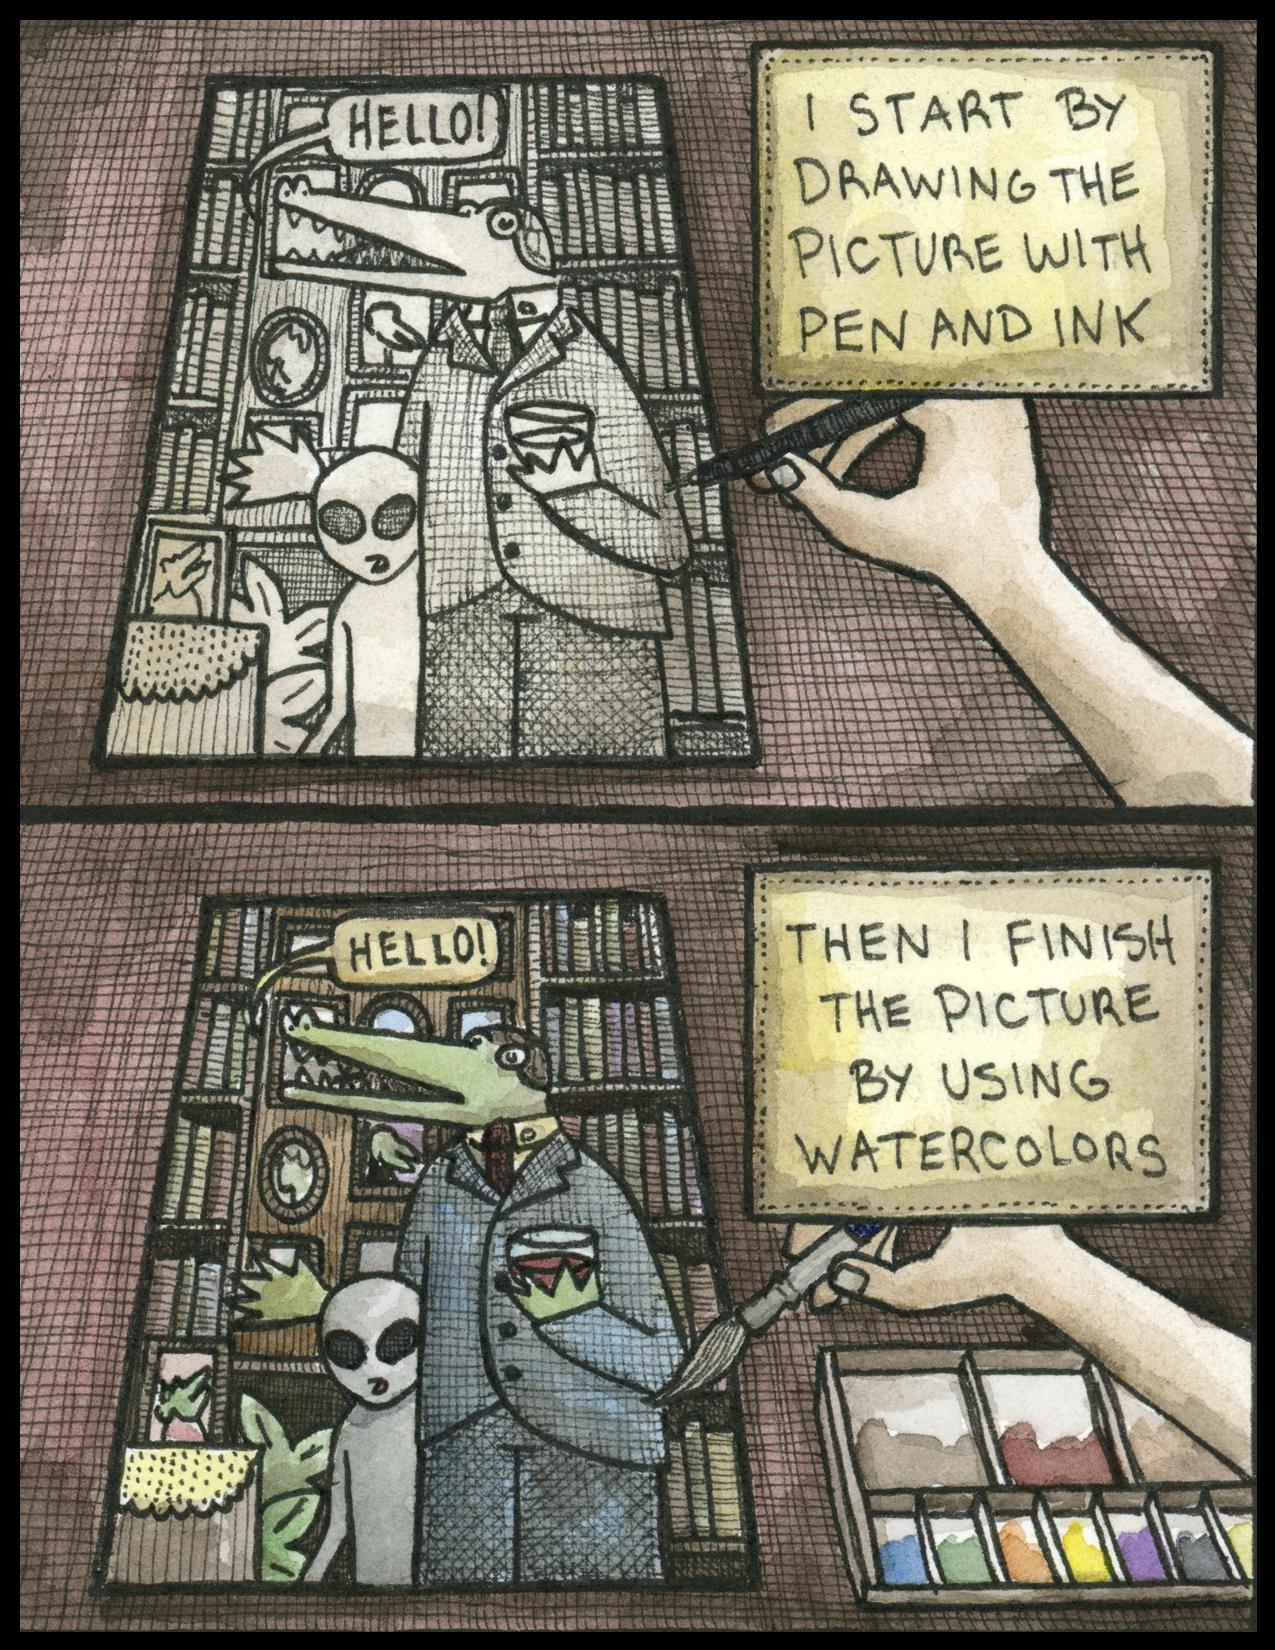 HELLO!
I START BY
DRAWING THE
PICTURE WITH
PEN AND INK
HELLO!
THEN I FINISH
THE PICTURE
BY USING
WATERCOLORS